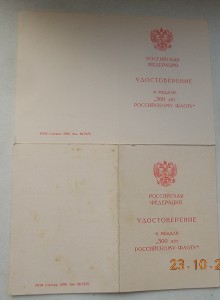 РОССИЙСКАЯ
ФЕДЕРАЦИЯ
УДОСТОВЕРЕНИЕ
к медали
"300 лет
РОССИЙСКОМУ ФЛОТУ"
РОССИЙСКАЯ
ФЕДЕРАЦИЯ
УДОСТОВЕРЕНИЕ
к медали
"300 лет
РОССИЙСКОМУ ФЛОТУ"
23.10.2